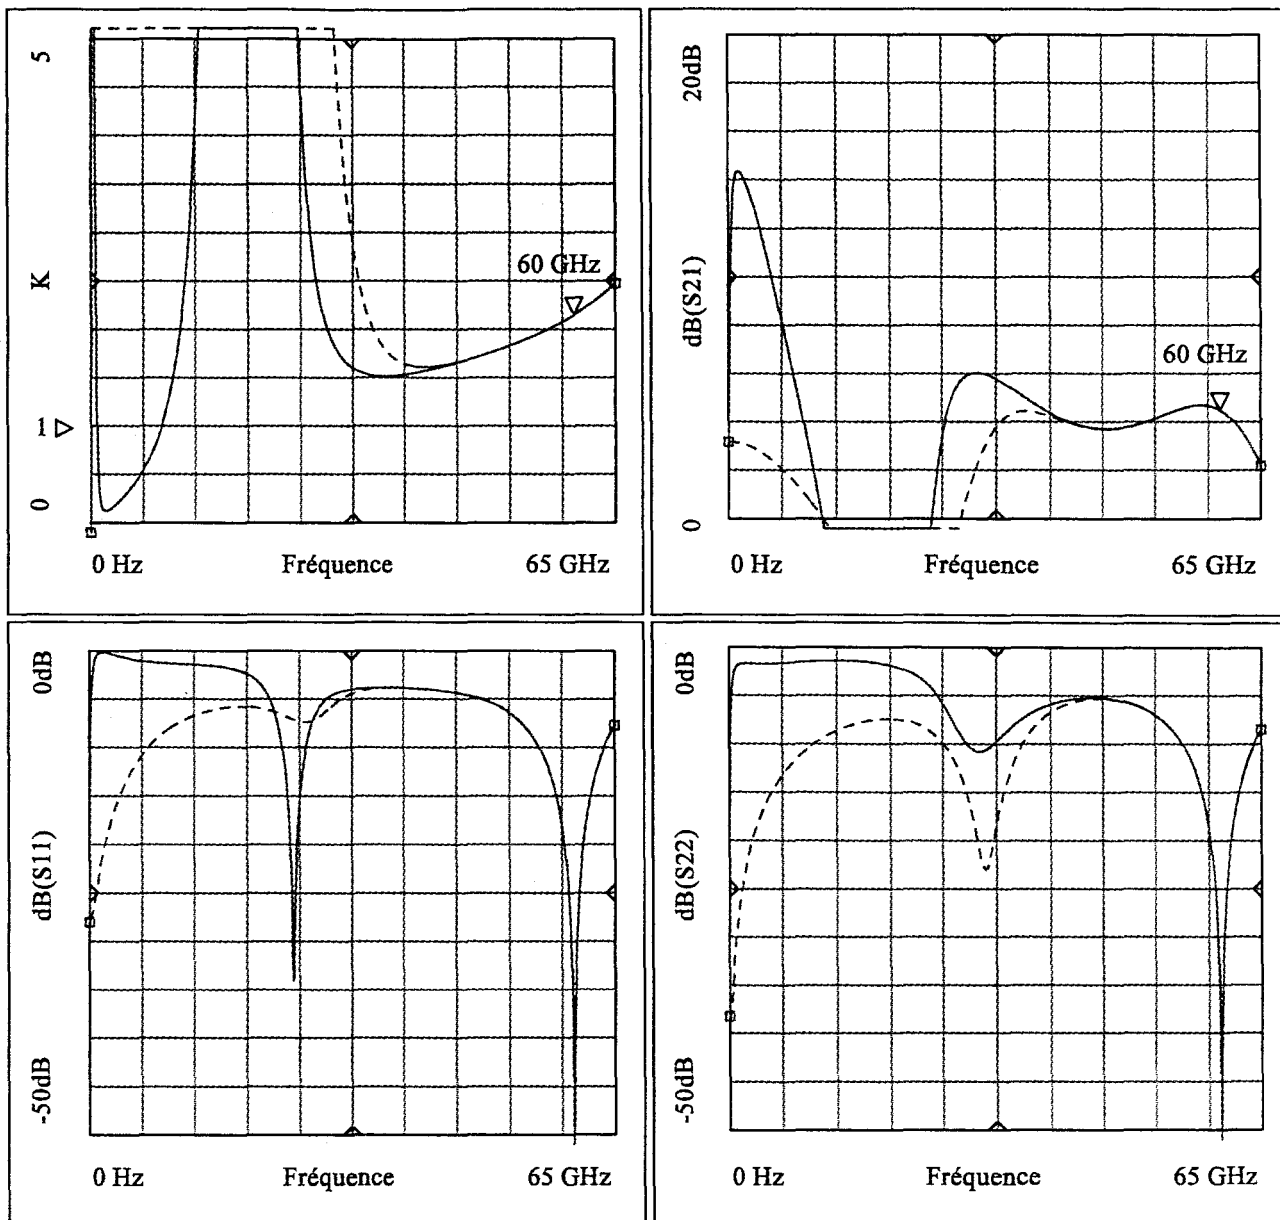 5
K
1
0
60 GHz
0 Hz Fréquence 65 GHz
20dB
dB(S21)
0
60 GHz
0 Hz Fréquence 65 GHz
0dB
dB(S11)
-50dB
0 Hz Fréquence 65 GHz
0dB
dB(S22)
-50dB
0 Hz Fréquence 65 GHz